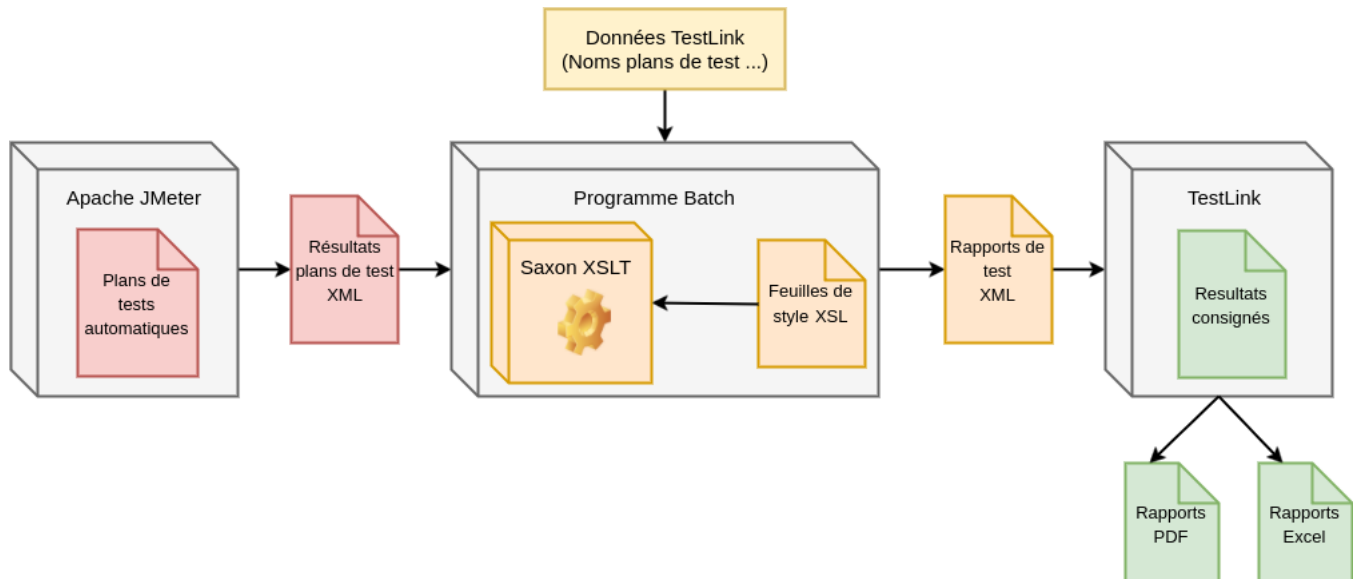 Données TestLink
(Noms plans de test ...)
Apache JMeter
Plans de
tests
automatiques
Résultats
plans de test
XML
Programme Batch
Saxon XSLT
Feuilles de
style XSL
Rapports de
test
XML
TestLink
Resultats
consignés
Rapports
PDF
Rapports
Excel